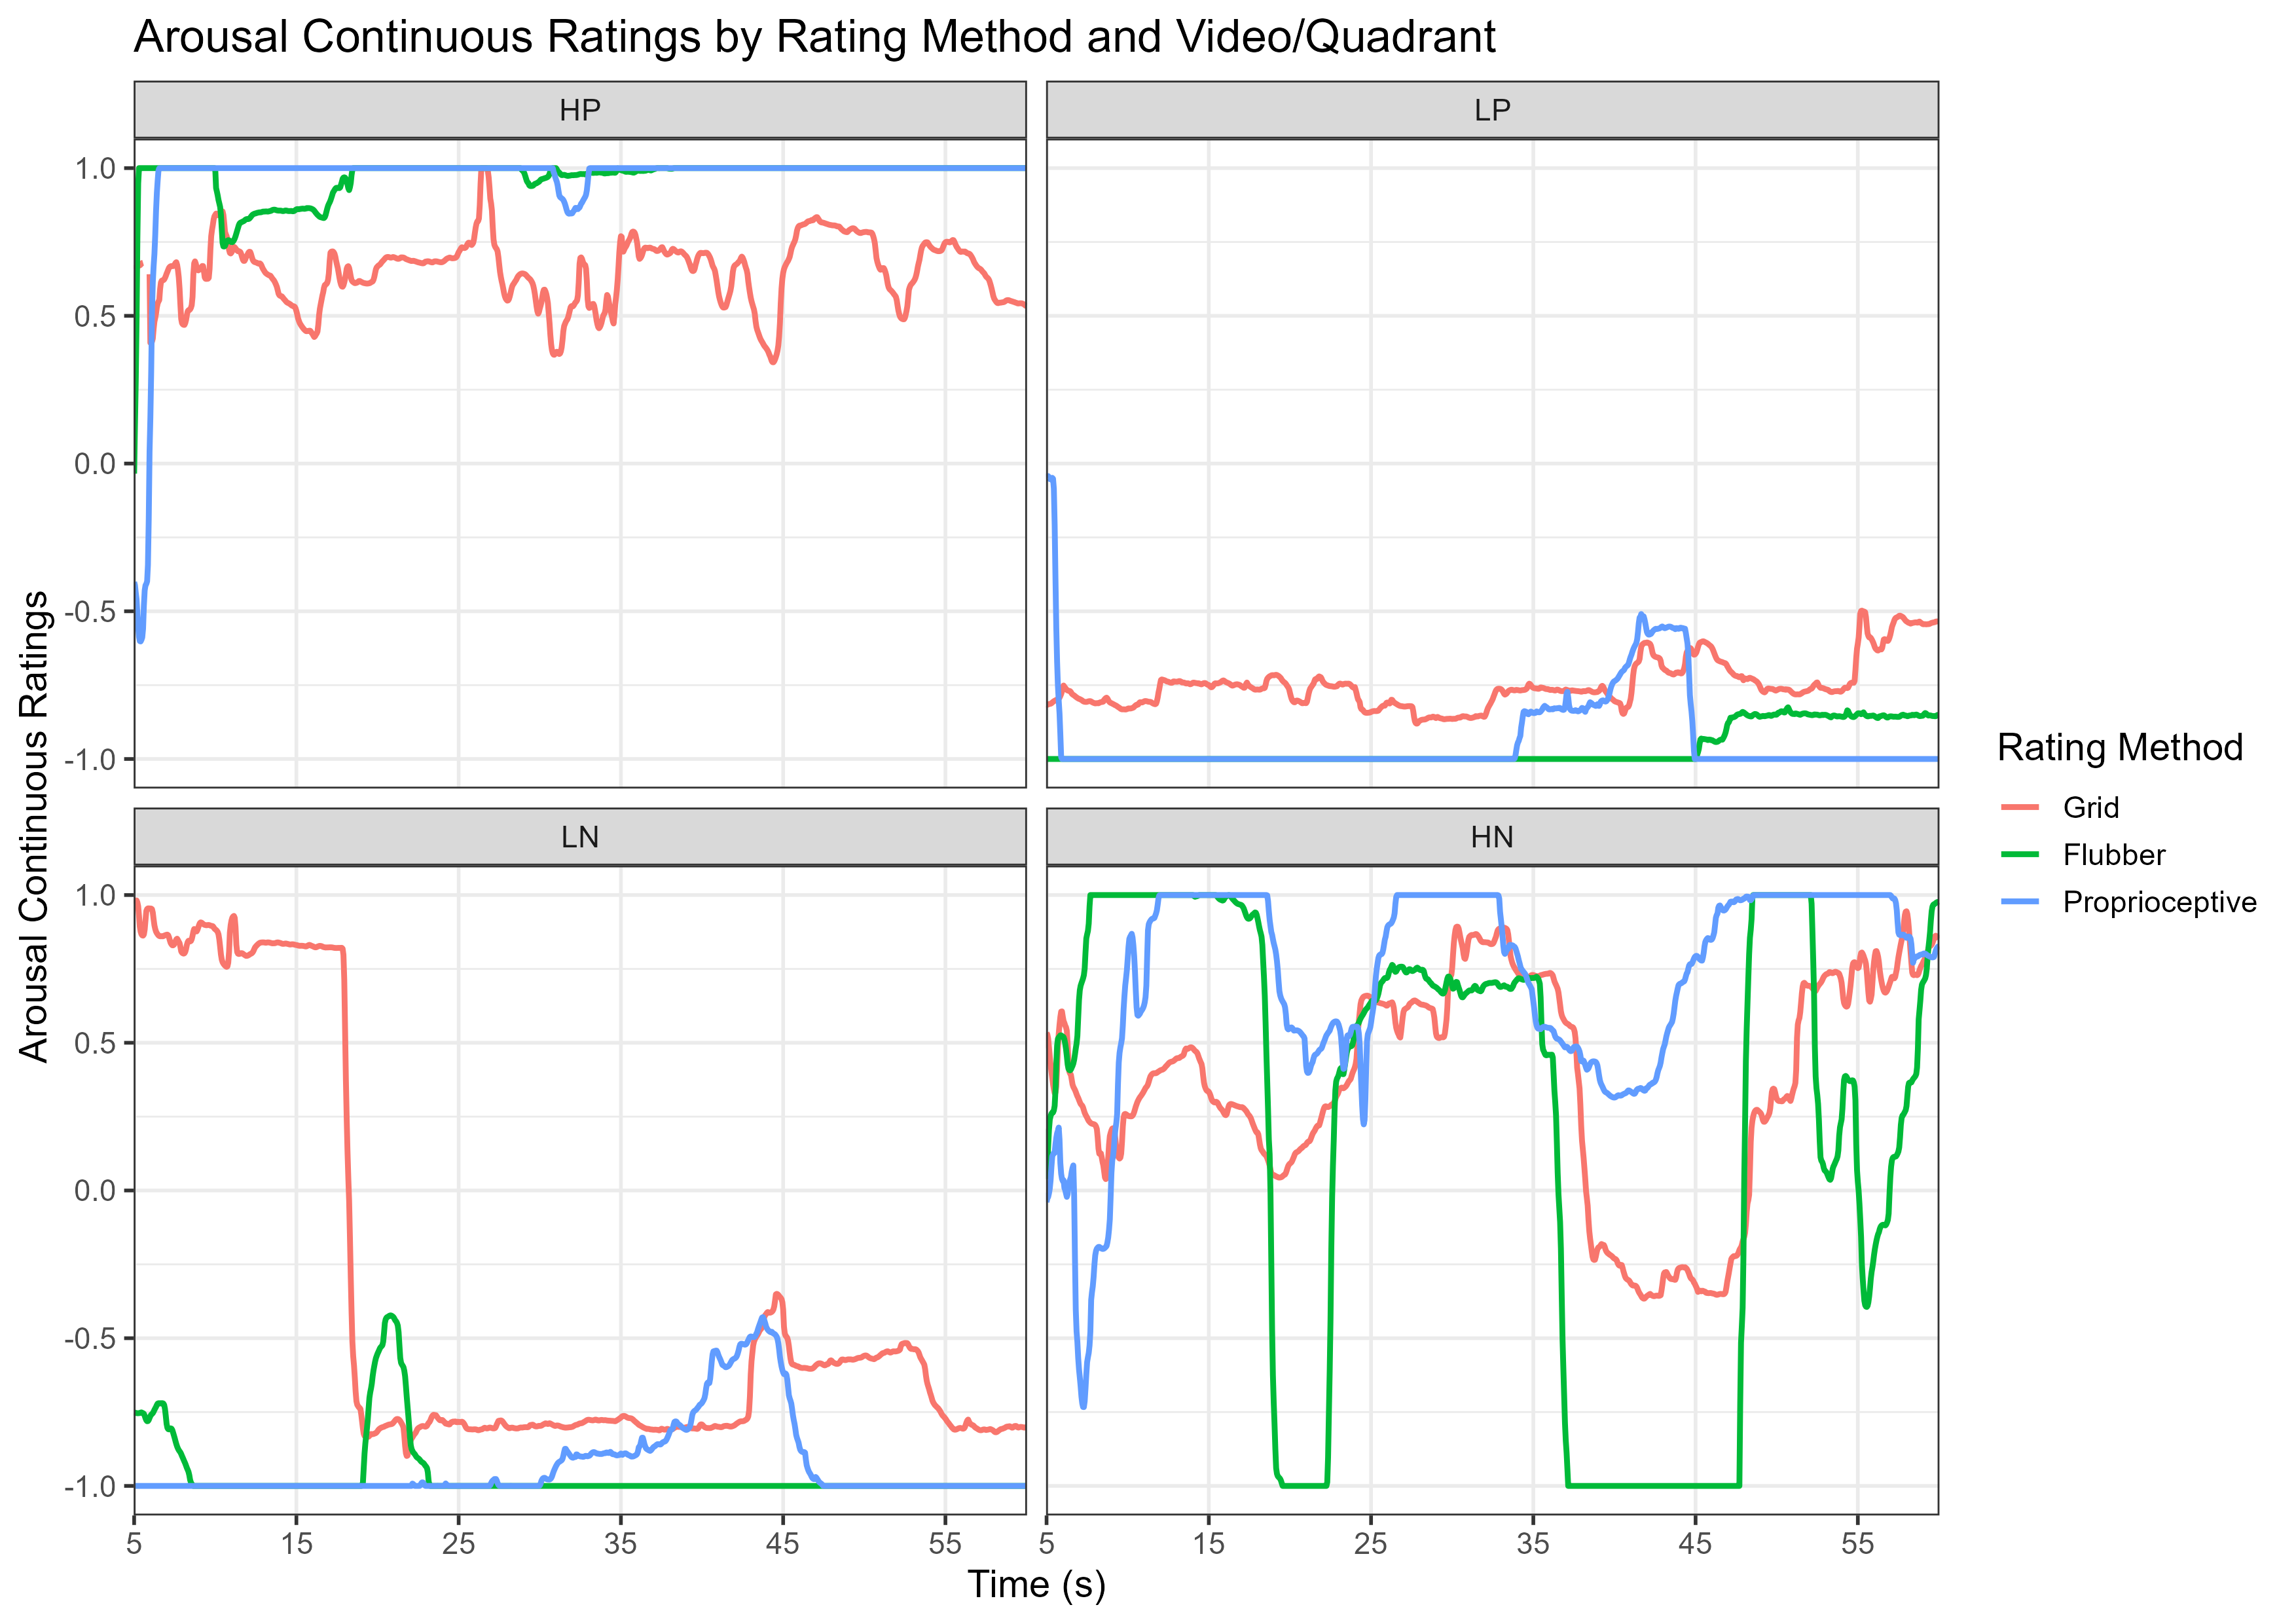 Arousal Continuous Ratings by Rating Method and Video/Quadrant
HP
LP
1.0
0.5
0.0
-0.5
-1.0
LN
HN
1.0
0.5
0.0
-0.5
-1.0
5 15 25 35 45 55
5 15 25 35 45 55
Time (s)
Arousal Continuous Ratings
Rating Method
Grid
Flubber
Proprioceptive